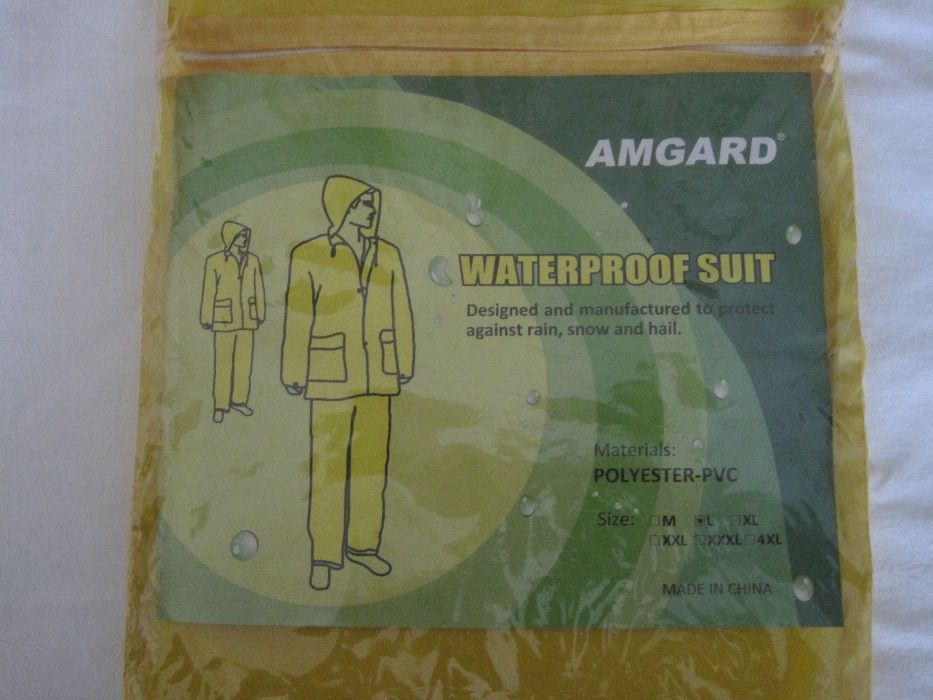 AMGARD®
WATERPROOF SUIT
Designed and manufactured to protect
against rain, snow and hail.
Materials:
POLYESTER-PVC
Size: □M ☒L □XL
□XXL □XXXL □4XL
MADE IN CHINA